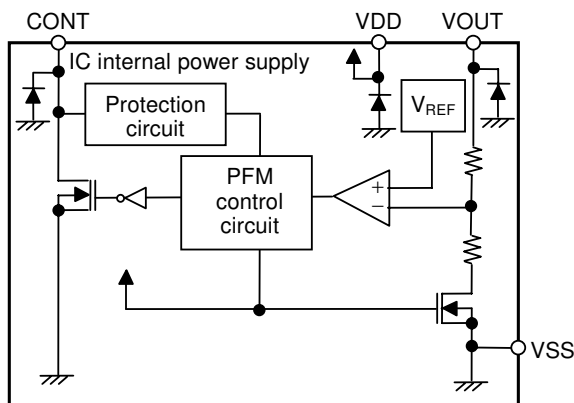 CONT
VDD
VOUT
IC internal power supply
Protection
circuit
VREF
PFM
control
circuit
+
−
VSS